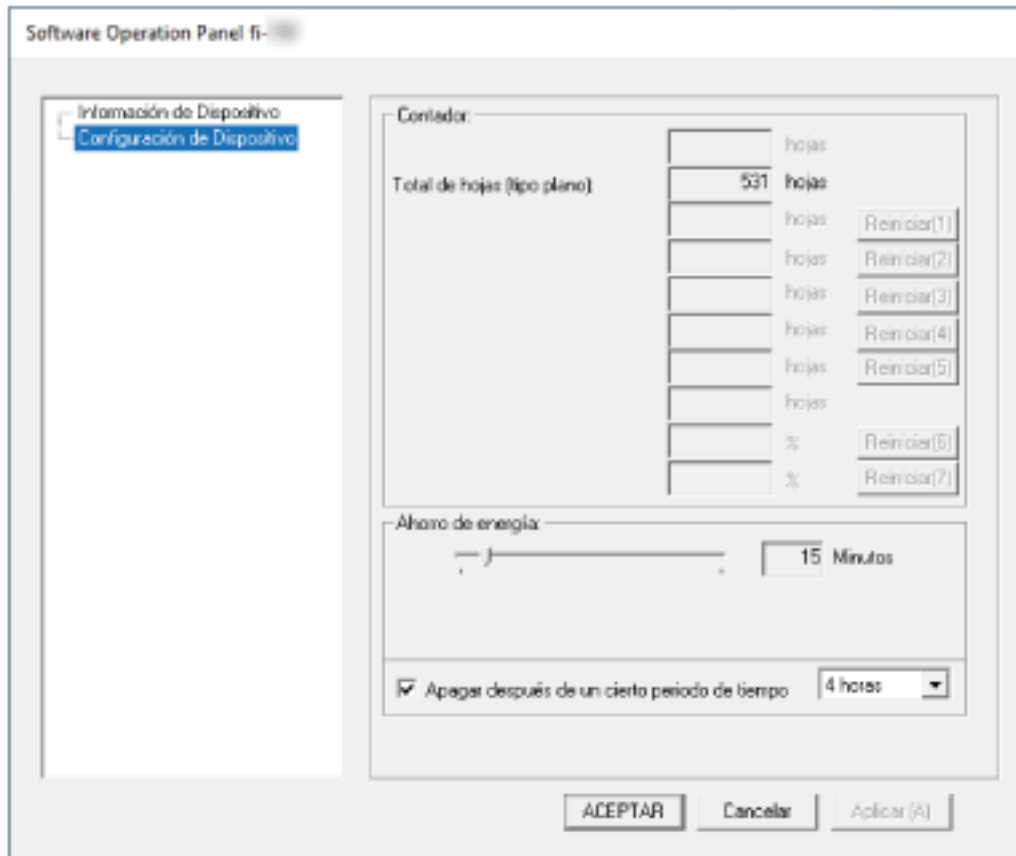 Software Operation Panel fi-
Información de Dispositivo
Configuración de Dispositivo
Contador:
hojas
Total de hojas (tipo plano): 531 hojas
hojas Reiniciar(1)
hojas Reiniciar(2)
hojas Reiniciar(3)
hojas Reiniciar(4)
hojas Reiniciar(5)
hojas
% Reiniciar(6)
% Reiniciar(7)
Ahorro de energía:
15 Minutos
Apagar después de un cierto periodo de tiempo 4 horas
ACEPTAR Cancelar Aplicar(A)